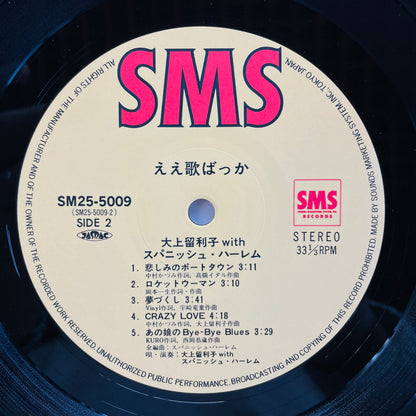 SMS
ええ歌ばっか
SM25-5009
(SM25-5009-2)
SIDE 2
JASRAC
SMS
RECORDS
STEREO
33 1/3 RPM
大上留利子 with
スパニッシュ・ハーレム
1. 悲しみのボートタウン 3:11
中村かつみ作詞、高橋イタル作曲
2. ロケットウーマン 3:10
岡本一生作詞・作曲
3. 夢づくし 3:41
Vinyl作詞、宇崎竜童作曲
4. CRAZY LOVE 4:18
中村かつみ作詞、大上留利子作曲
5. あの娘のBye-Bye Blues 3:29
KURO作詞、西岡恭蔵作曲
全編曲：スパニッシュ・ハーレム
唄・演奏：大上留利子 with
スパニッシュ・ハーレム
ALL RIGHTS OF THE MANUFACTURER AND OF THE OWNER OF THE RECORDED WORK RESERVED. UNAUTHORIZED PUBLIC PERFORMANCE, BROADCASTING AND COPYING OF THIS RECORD PROHIBITED. MADE BY SOUNDS MARKETING SYSTEM, INC., TOKYO, JAPAN